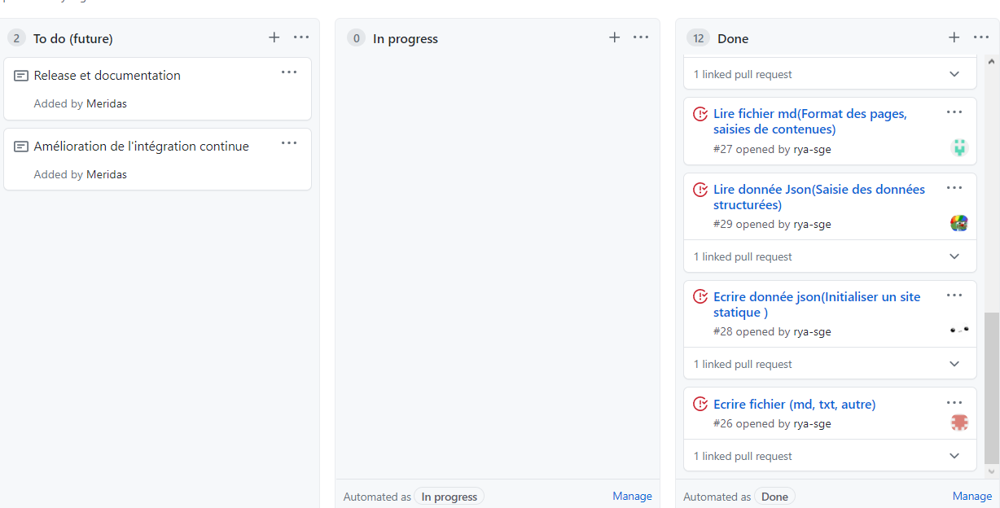 2 To do (future)
Release et documentation
Added by Meridas
Amélioration de l'intégration continue
Added by Meridas
0 In progress
Automated as In progress Manage
12 Done
1 linked pull request
Lire fichier md(Format des pages,
saisies de contenues)
#27 opened by rya-sge
Lire donnée Json(Saisie des données
structurées)
#29 opened by rya-sge
1 linked pull request
Ecrire donnée json(Initialiser un site
statique )
#28 opened by rya-sge
1 linked pull request
Ecrire fichier (md, txt, autre)
#26 opened by rya-sge
1 linked pull request
Automated as Done Manage